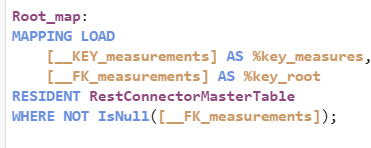 Root_map:
MAPPING LOAD
[__KEY_measurements] AS %key_measures,
[__FK_measurements] AS %key_root
RESIDENT RestConnectorMasterTable
WHERE NOT IsNull([__FK_measurements]);